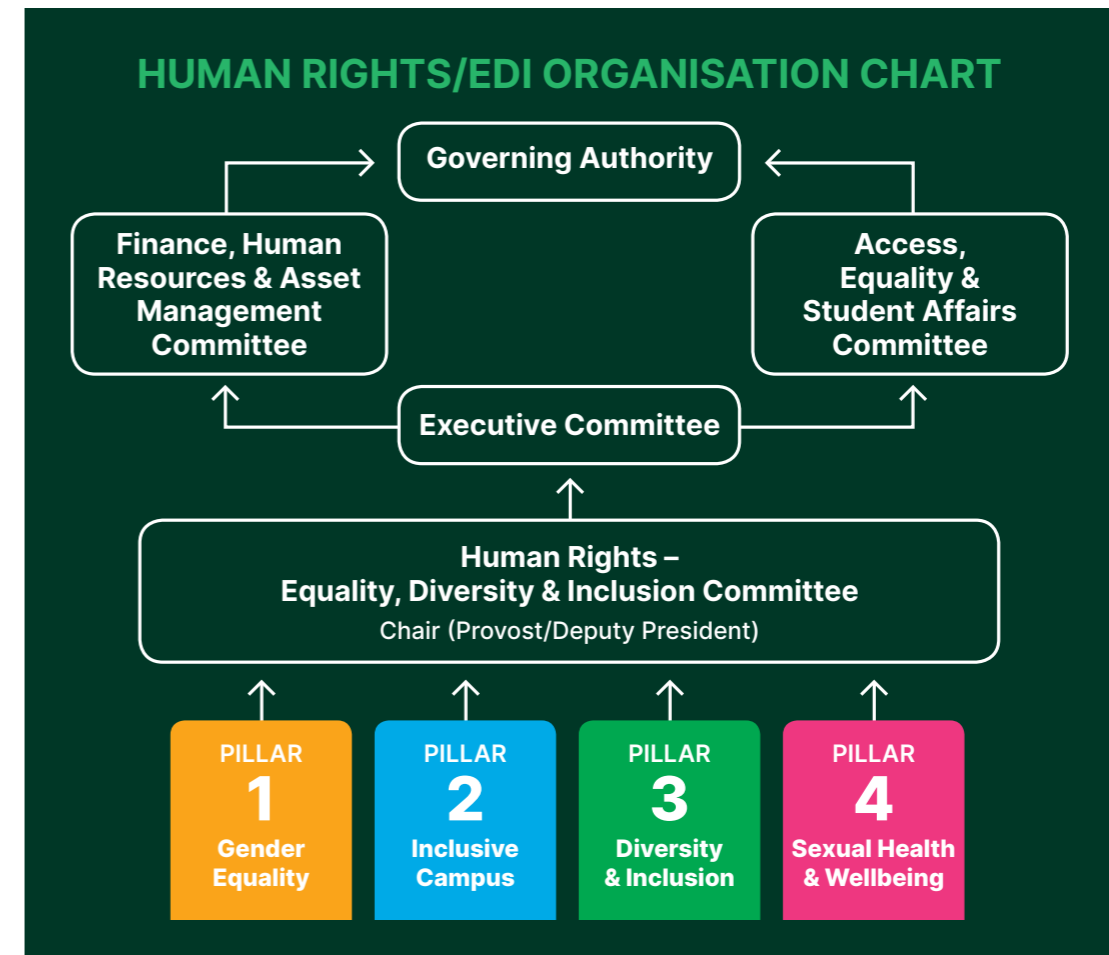 HUMAN RIGHTS/EDI ORGANISATION CHART
Governing Authority
Finance, Human
Resources & Asset
Management
Committee
Access,
Equality &
Student Affairs
Committee
Executive Committee
Human Rights –
Equality, Diversity & Inclusion Committee
Chair (Provost/Deputy President)
PILLAR
1
Gender
Equality
PILLAR
2
Inclusive
Campus
PILLAR
3
Diversity
& Inclusion
PILLAR
4
Sexual Health
& Wellbeing